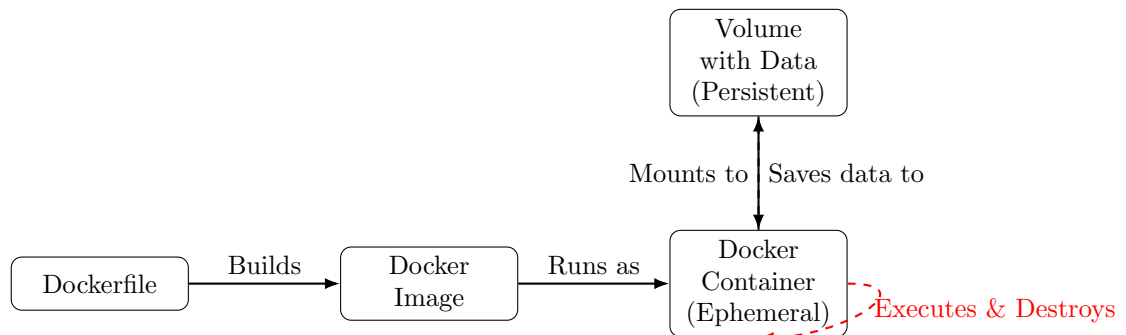 Volume
with Data
(Persistent)
Mounts to
Saves data to
Dockerfile
Builds
Docker
Image
Runs as
Docker
Container
(Ephemeral)
Executes & Destroys